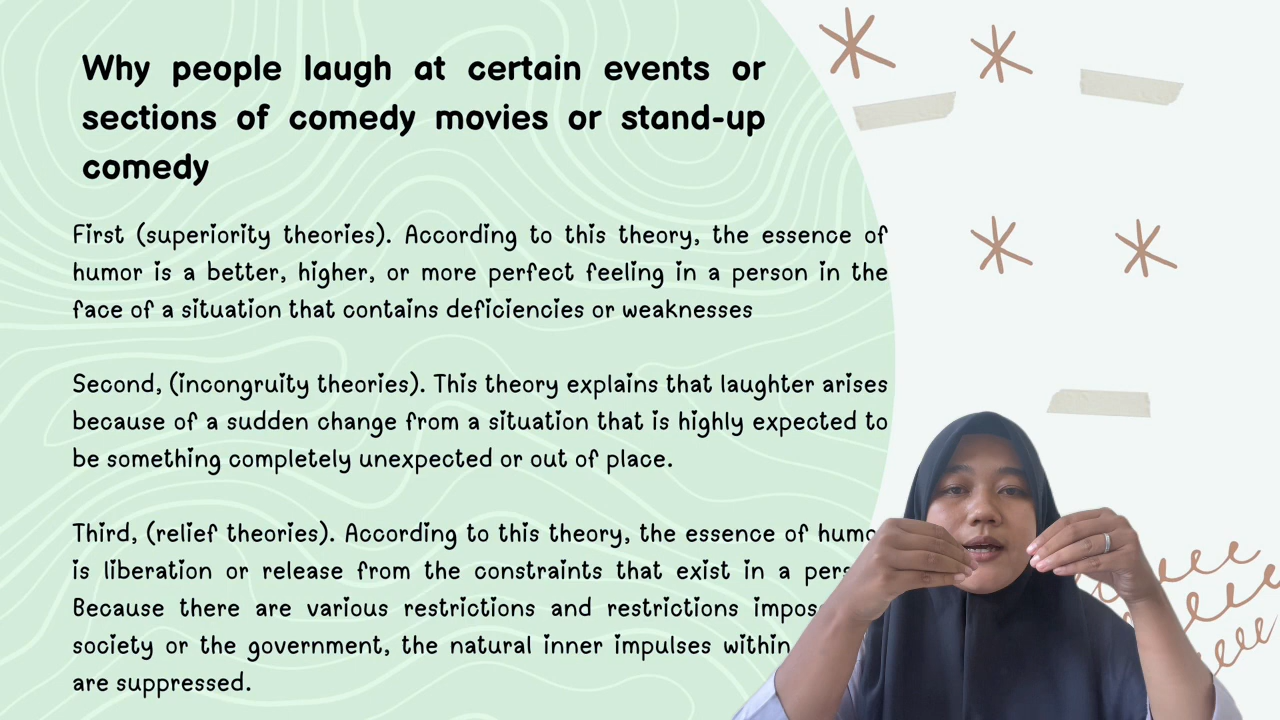 Why people laugh at certain events or
sections of comedy movies or stand-up
comedy
First (superiority theories). According to this theory, the essence of
humor is a better, higher, or more perfect feeling in a person in the
face of a situation that contains deficiencies or weaknesses
Second, (incongruity theories). This theory explains that laughter arises
because of a sudden change from a situation that is highly expected to
be something completely unexpected or out of place.
Third, (relief theories). According to this theory, the essence of
is liberation or release from the constraints that exist in a
Because there are various restrictions and restrictions
society or the government, the natural inner impulses within
are suppressed.